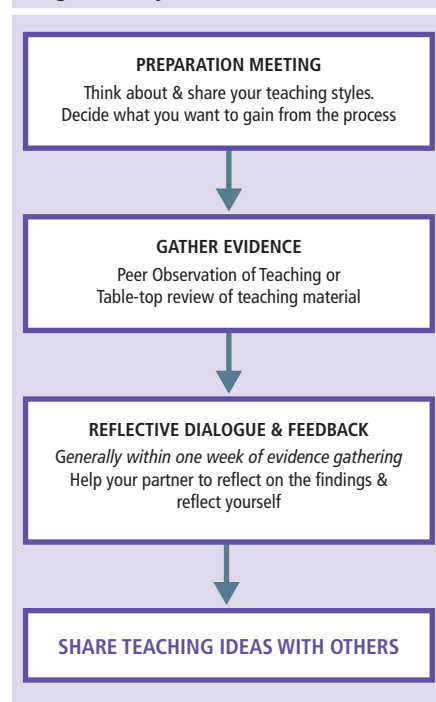 PREPARATION MEETING
Think about & share your teaching styles.
Decide what you want to gain from the process
GATHER EVIDENCE
Peer Observation of Teaching or
Table-top review of teaching material
REFLECTIVE DIALOGUE & FEEDBACK
Generally within one week of evidence gathering
Help your partner to reflect on the findings &
reflect yourself
SHARE TEACHING IDEAS WITH OTHERS